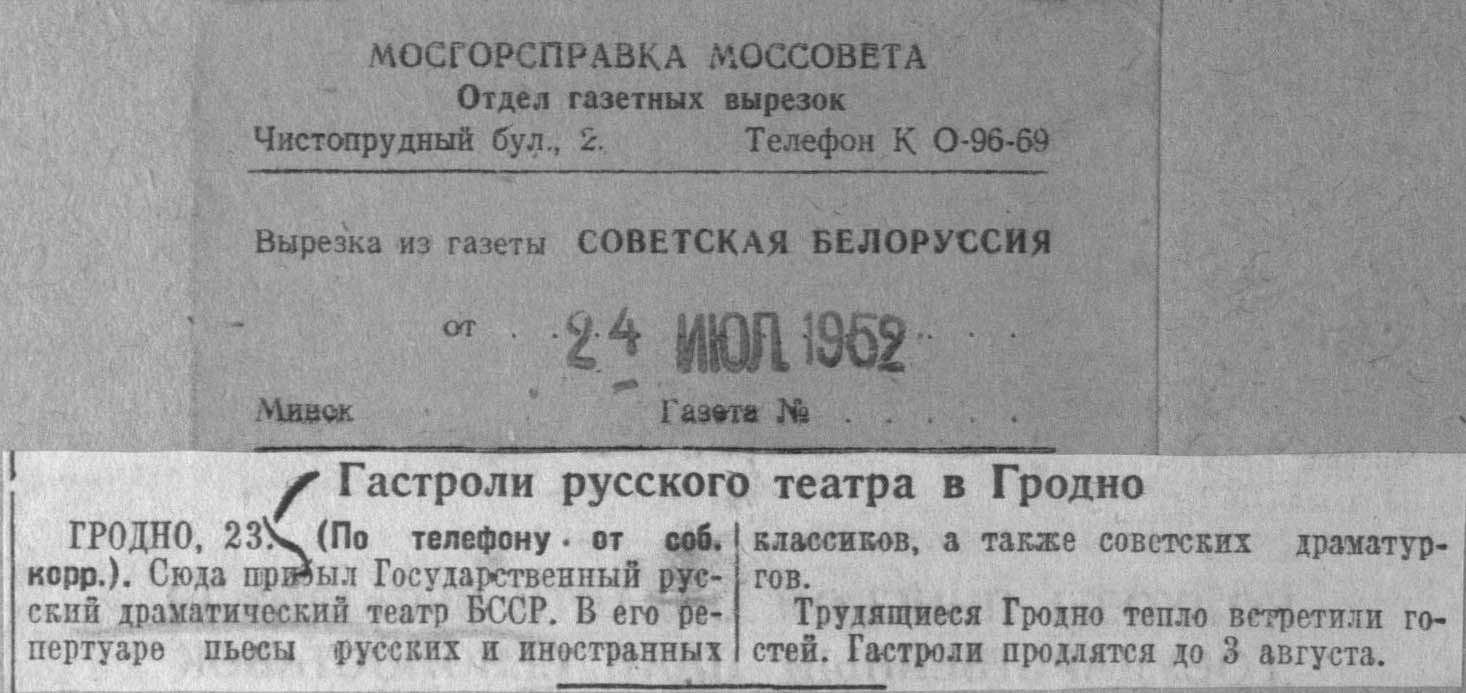 МОСГОРСПРАВКА МОССОВЕТА
Отдел газетных вырезок
Чистопрудный бул., 2. Телефон К 0-96-69
Вырезка из газеты СОВЕТСКАЯ БЕЛОРУССИЯ
от . . . 24 ИЮЛ 1952 . . .
Минск Газета № . . . . .
Гастроли русского театра в Гродно
ГРОДНО, 23. (По телефону от соб.
корр.). Сюда прибыл Государственный рус-
ский драматический театр БССР. В его ре-
пертуаре пьесы русских и иностранных
классиков, а также советских драматур-
гов.
Трудящиеся Гродно тепло встретили го-
стей. Гастроли продлятся до 3 августа.